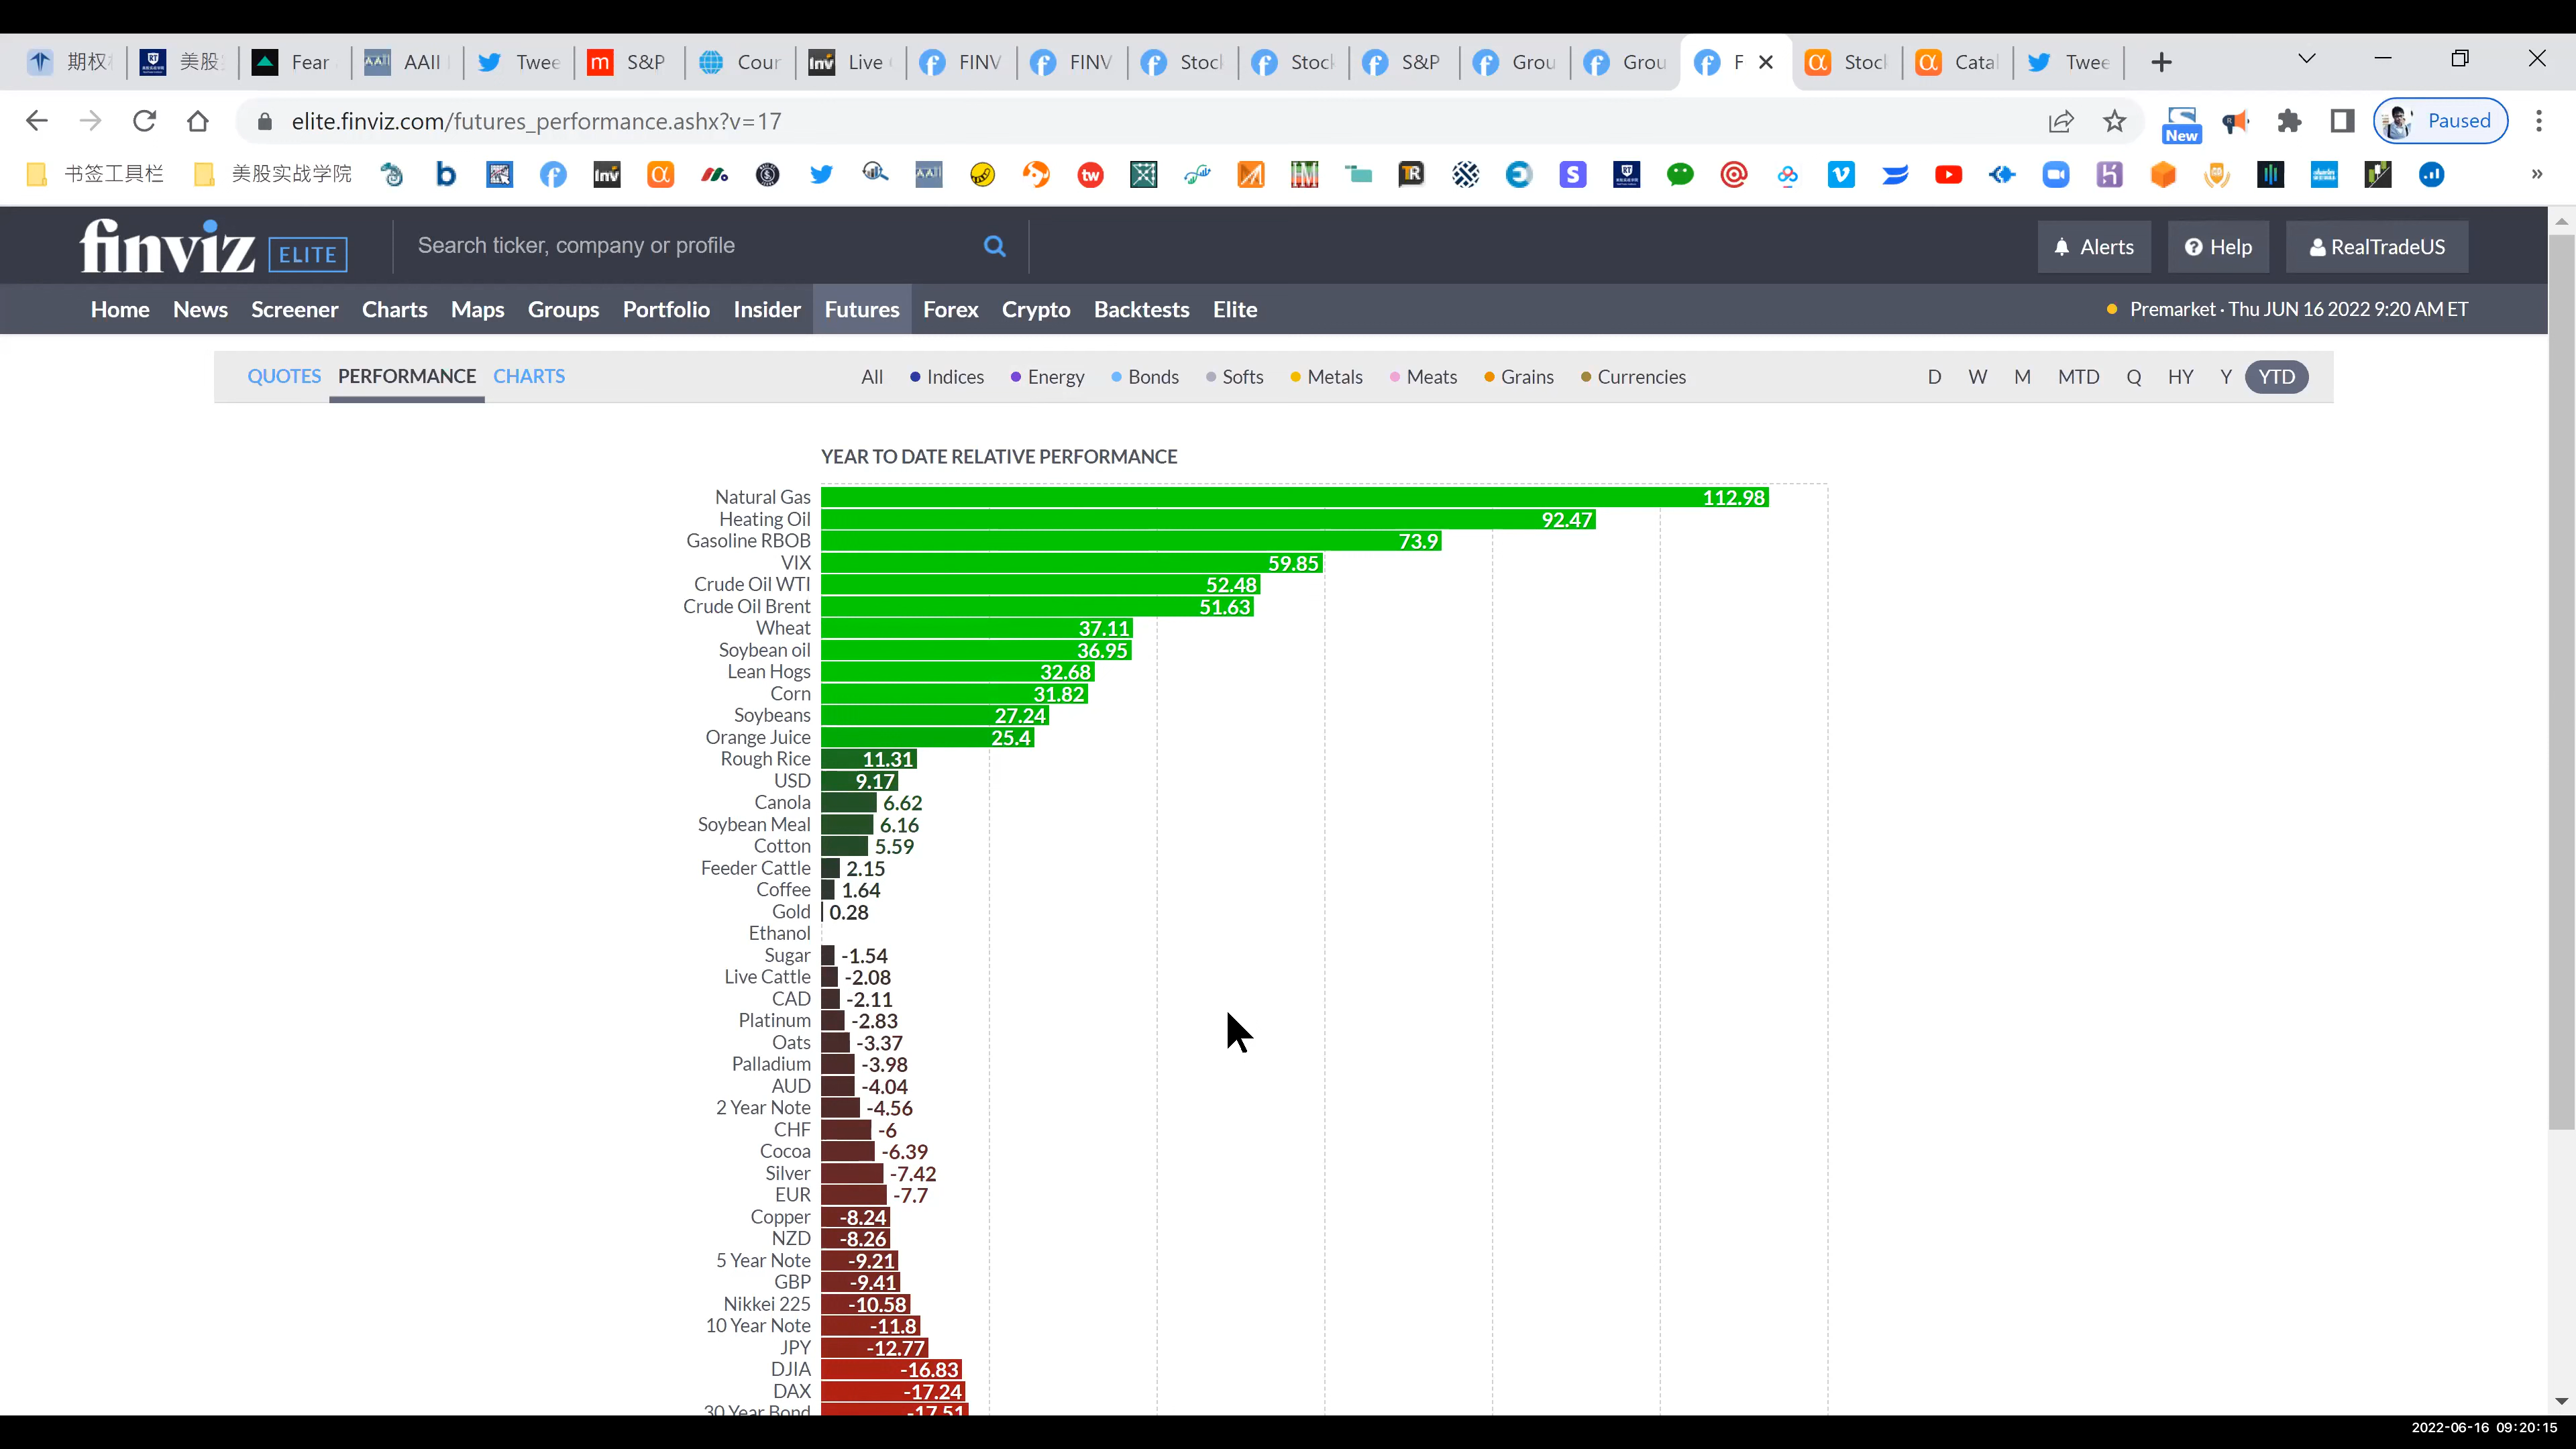 期权 美股 Fear AAII Twee S&P Cour Live FINV FINV Stoc Stoc S&P Grou Grou F Stoc Cata Twee
elite.finviz.com/futures_performance.ashx?v=17
New
Paused
书签工具栏 美股实战学院
finviz ELITE
Search ticker, company or profile
Alerts Help RealTradeUS
Home News Screener Charts Maps Groups Portfolio Insider Futures Forex Crypto Backtests Elite
Premarket · Thu JUN 16 2022 9:20 AM ET
QUOTES PERFORMANCE CHARTS All Indices Energy Bonds Softs Metals Meats Grains Currencies D W M MTD Q HY Y YTD
YEAR TO DATE RELATIVE PERFORMANCE
Natural Gas 112.98
Heating Oil 92.47
Gasoline RBOB 73.9
VIX 59.85
Crude Oil WTI 52.48
Crude Oil Brent 51.63
Wheat 37.11
Soybean oil 36.95
Lean Hogs 32.68
Corn 31.82
Soybeans 27.24
Orange Juice 25.4
Rough Rice 11.31
USD 9.17
Canola 6.62
Soybean Meal 6.16
Cotton 5.59
Feeder Cattle 2.15
Coffee 1.64
Gold 0.28
Ethanol
Sugar -1.54
Live Cattle -2.08
CAD -2.11
Platinum -2.83
Oats -3.37
Palladium -3.98
AUD -4.04
2 Year Note -4.56
CHF -6
Cocoa -6.39
Silver -7.42
EUR -7.7
Copper -8.24
NZD -8.26
5 Year Note -9.21
GBP -9.41
Nikkei 225 -10.58
10 Year Note -11.8
JPY -12.77
DJIA -16.83
DAX -17.24
30 Year Bond -17.51
2022-06-16 09:20:15